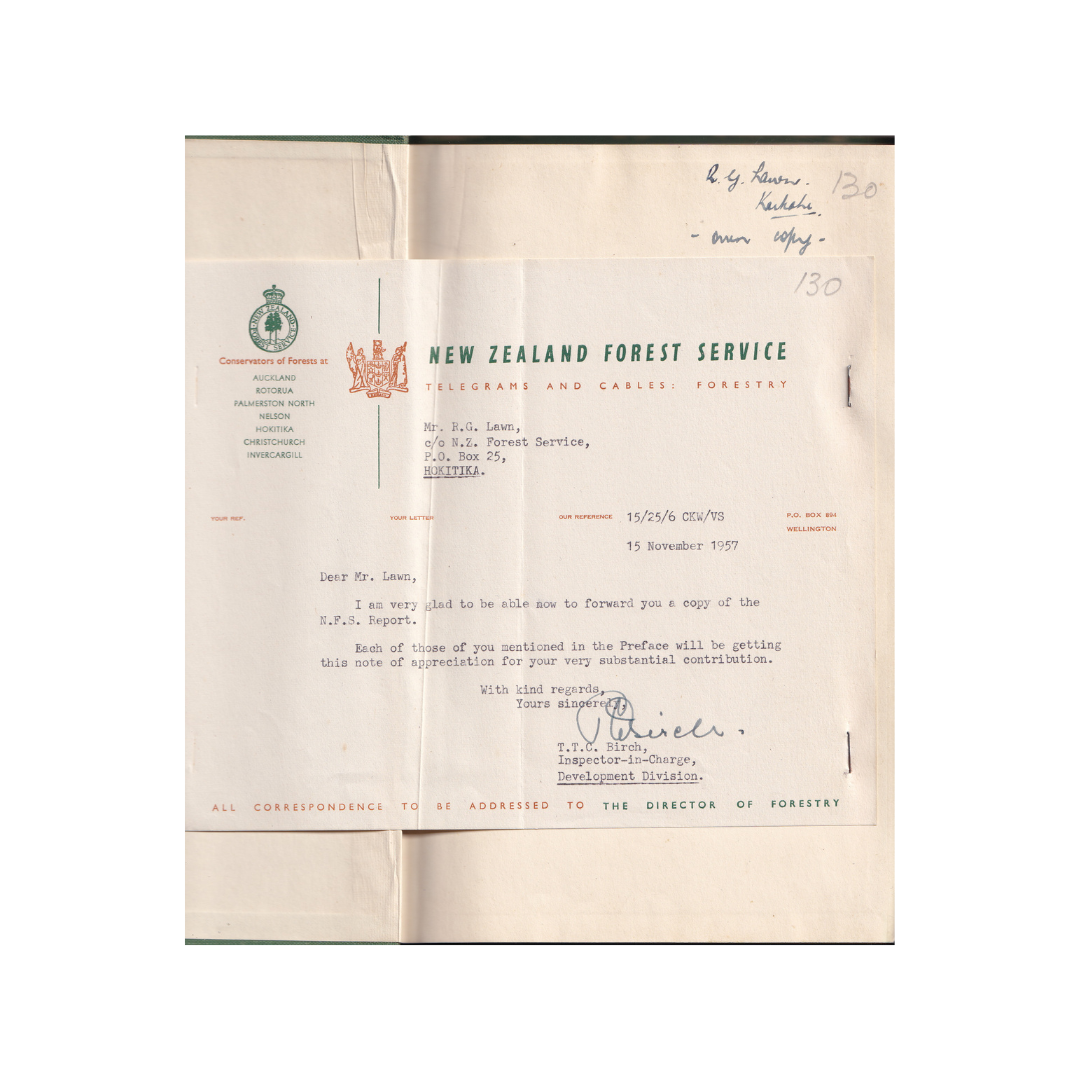 R. G. Lawn.
130
- own copy -
130
NEW ZEALAND
FOREST SERVICE
Conservators of Forests at
AUCKLAND
ROTORUA
PALMERSTON NORTH
NELSON
HOKITIKA
CHRISTCHURCH
INVERCARGILL
NEW ZEALAND FOREST SERVICE
TELEGRAMS AND CABLES: FORESTRY
Mr. R.G. Lawn,
c/o N.Z. Forest Service,
P.O. Box 25,
HOKITIKA.
YOUR REF. YOUR LETTER OUR REFERENCE 15/25/6 CKW/VS P.O. BOX 894
WELLINGTON
15 November 1957
Dear Mr. Lawn,
I am very glad to be able now to forward you a copy of the
N.F.S. Report.
Each of those of you mentioned in the Preface will be getting
this note of appreciation for your very substantial contribution.
With kind regards,
Yours sincerely,
T.T.C. Birch,
Inspector-in-Charge,
Development Division.
ALL CORRESPONDENCE TO BE ADDRESSED TO THE DIRECTOR OF FORESTRY